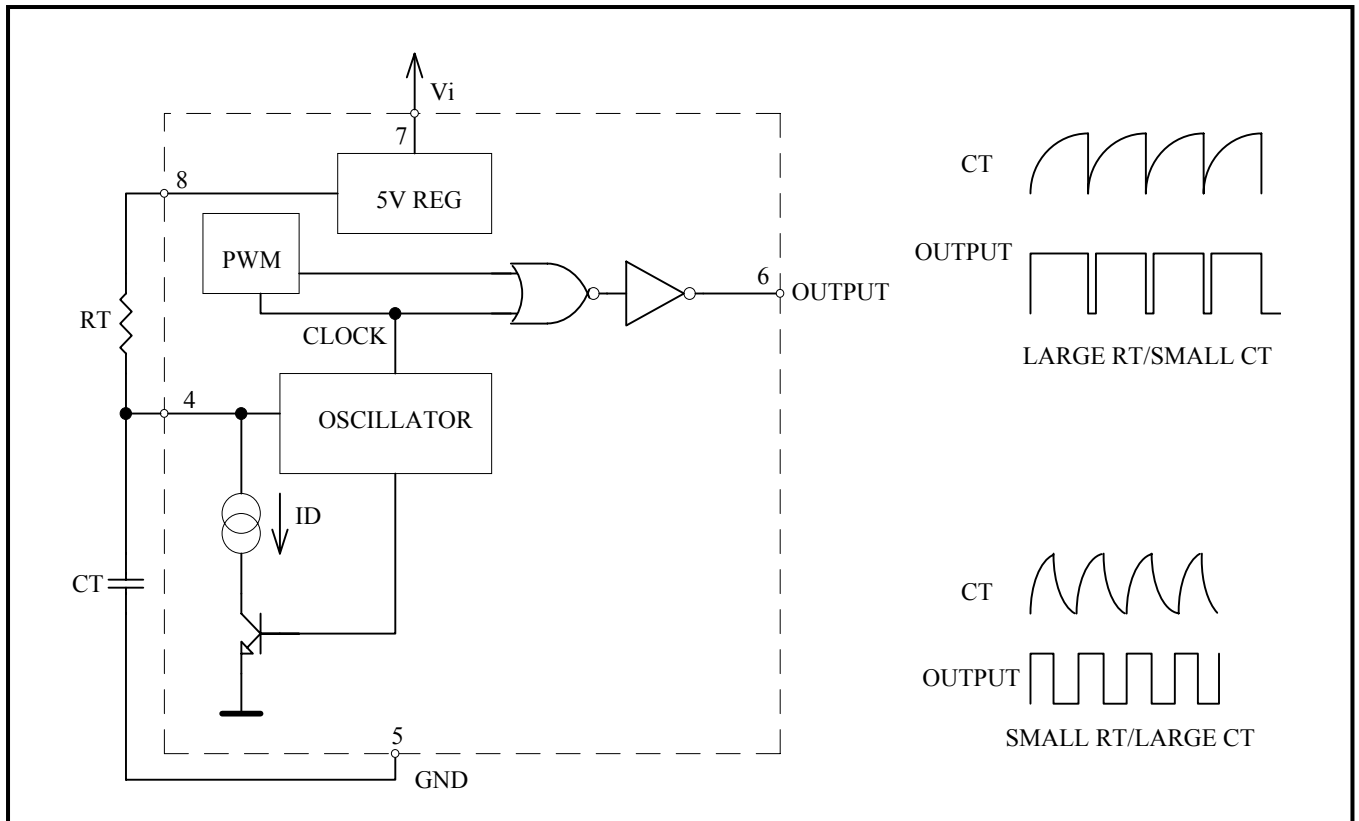 Vi
7
8
5V REG
PWM
6
OUTPUT
RT
CLOCK
4
OSCILLATOR
ID
CT
5
GND
CT
OUTPUT
LARGE RT/SMALL CT
CT
OUTPUT
SMALL RT/LARGE CT